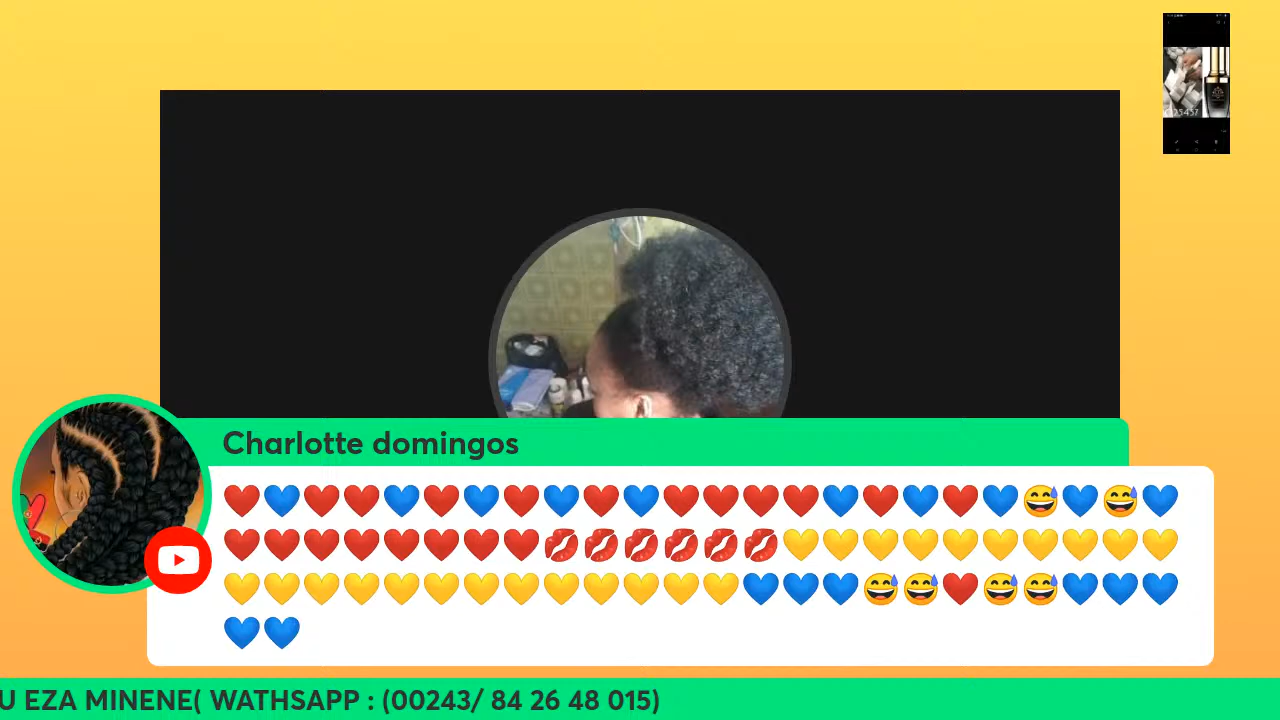 Charlotte domingos
❤️💙❤️❤️💙❤️💙❤️💙❤️💙❤️❤️❤️❤️💙❤️💙❤️💙😅💙😅💙
❤️❤️❤️❤️❤️❤️❤️❤️💋💋💋💋💋💋💛💛💛💛💛💛💛💛💛💛
💛💛💛💛💛💛💛💛💛💛💛💛💛💙💙💙😅😅❤️😅😅💙💙💙
💙💙
U EZA MINENE( WATHSAPP : (00243/ 84 26 48 015)